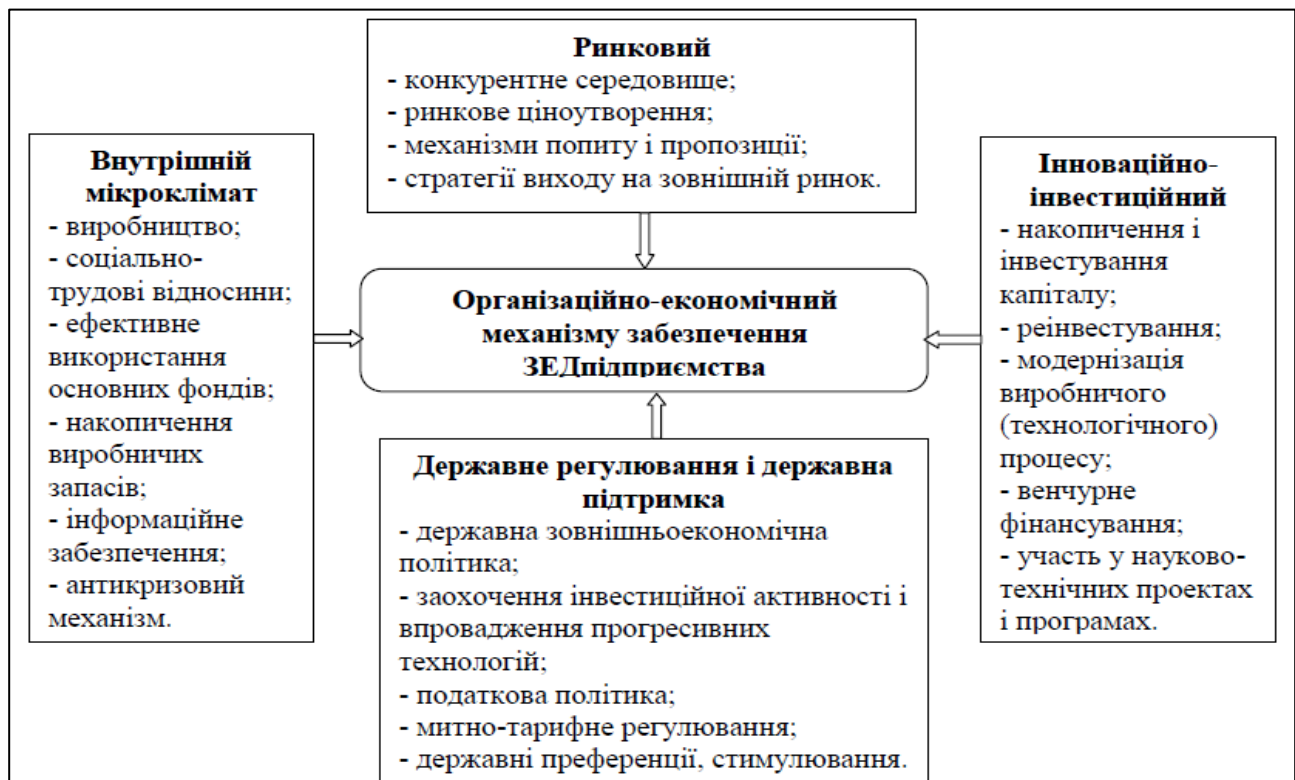 Ринковий
- конкурентне середовище;
- ринкове ціноутворення;
- механізми попиту і пропозиції;
- стратегії виходу на зовнішній ринок.
Внутрішній
мікроклімат
- виробництво;
- соціально-
трудові відносини;
- ефективне
використання
основних фондів;
- накопичення
виробничих
запасів;
- інформаційне
забезпечення;
- антикризовий
механізм.
Організаційно-економічний
механізму забезпечення
ЗЕДпідприємства
Інноваційно-
інвестиційний
- накопичення і
інвестування
капіталу;
- реінвестування;
- модернізація
виробничого
(технологічного)
процесу;
- венчурне
фінансування;
- участь у науково-
технічних проектах
і програмах.
Державне регулювання і державна
підтримка
- державна зовнішньоекономічна
політика;
- заохочення інвестиційної активності і
впровадження прогресивних
технологій;
- податкова політика;
- митно-тарифне регулювання;
- державні преференції, стимулювання.